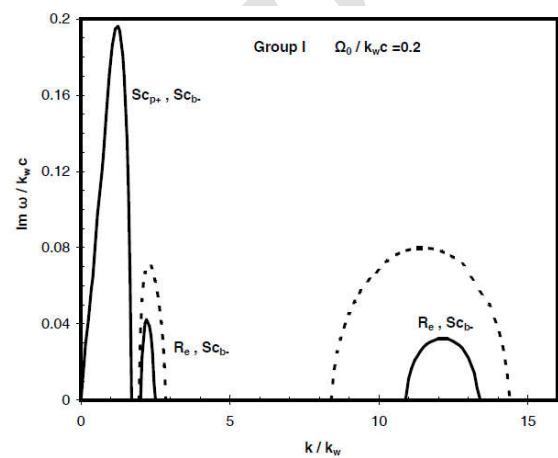 0.2
Group I Ω₀ / k_w c =0.2
0.16
Sc_p+ , Sc_b-
0.12
Im ω / k_w c
0.08
0.04
R_e , Sc_b-
R_e , Sc_b-
0
0 5 10 15
k / k_w